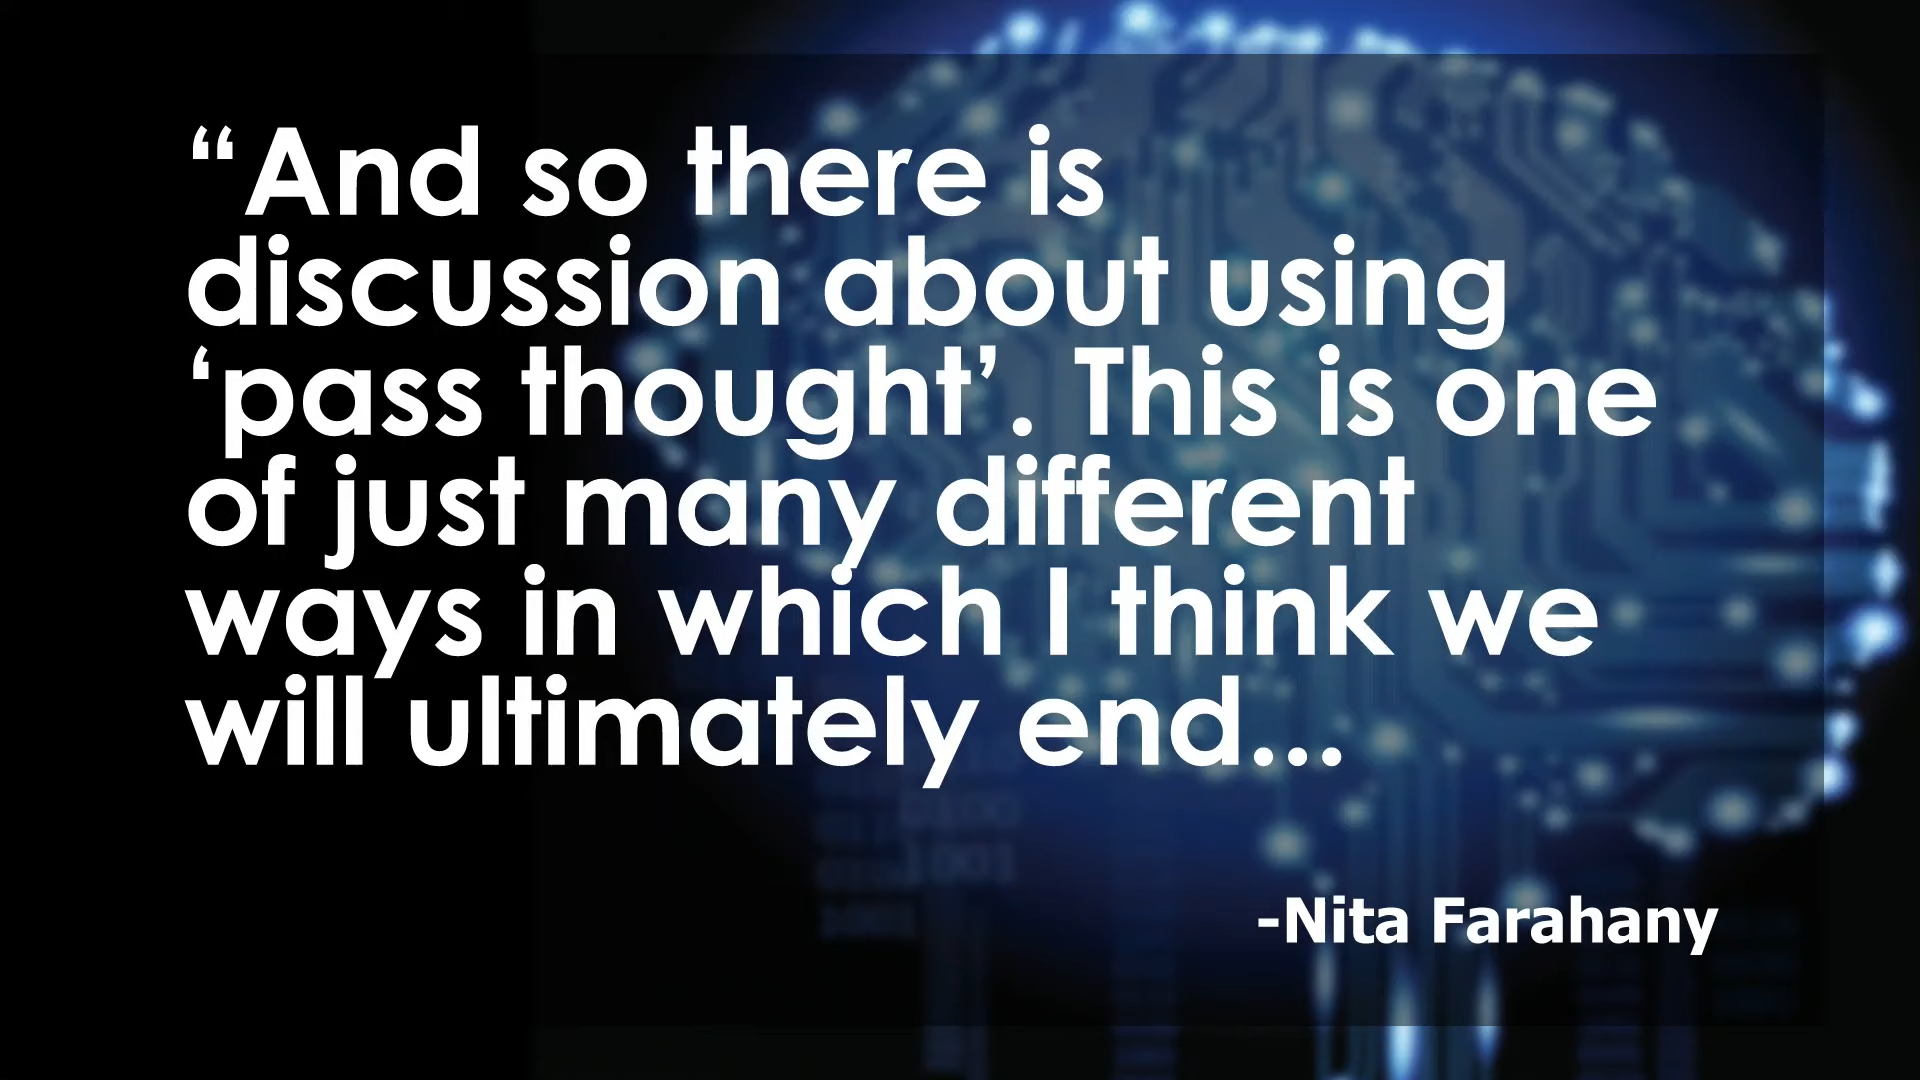 “And so there is
discussion about using
‘pass thought’. This is one
of just many different
ways in which I think we
will ultimately end...
-Nita Farahany